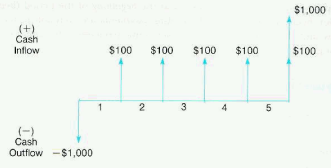 $1,000
(+)
Cash
Inflow
$100 $100 $100 $100 $100
1 2 3 4 5
(−)
Cash
Outflow −$1,000